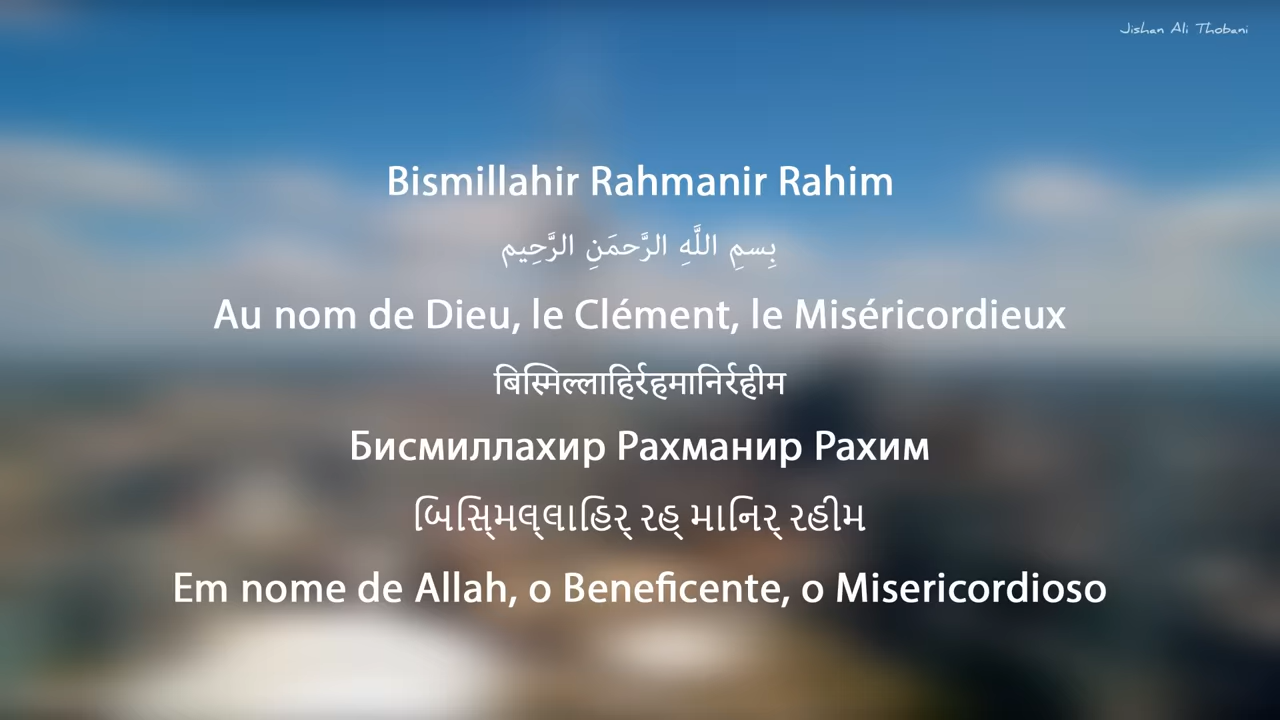 Jishan Ali Thobani
Bismillahir Rahmanir Rahim
بِسمِ اللَّهِ الرَّحمَنِ الرَّحِيم
Au nom de Dieu, le Clément, le Miséricordieux
बिस्मिल्लाहिर्रहमानिर्रहीम
Бисмиллахир Рахманир Рахим
બિસ્િમલ્લાહિર્ રહ્ માનિર્ રહીમ
Em nome de Allah, o Beneficente, o Misericordioso